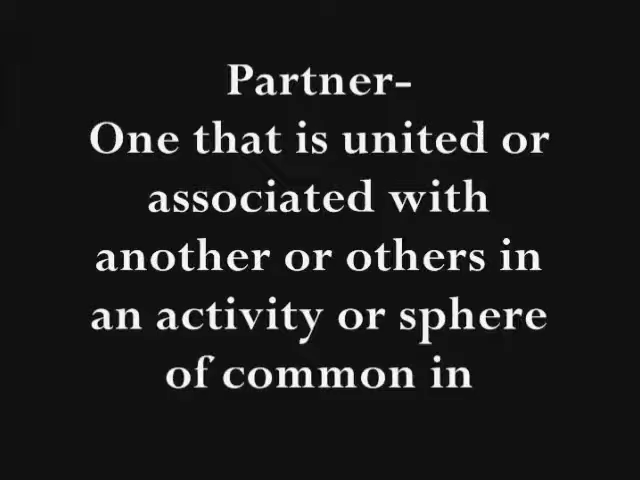 Partner-
One that is united or
associated with
another or others in
an activity or sphere
of common in